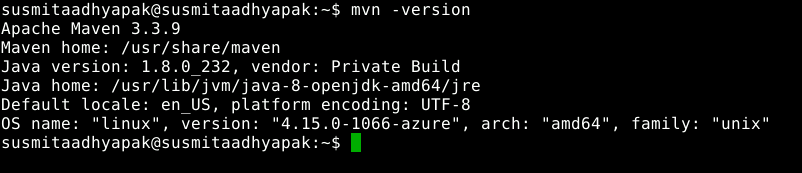 susmitaadhyapak@susmitaadhyapak:~$ mvn -version
Apache Maven 3.3.9
Maven home: /usr/share/maven
Java version: 1.8.0_232, vendor: Private Build
Java home: /usr/lib/jvm/java-8-openjdk-amd64/jre
Default locale: en_US, platform encoding: UTF-8
OS name: "linux", version: "4.15.0-1066-azure", arch: "amd64", family: "unix"
susmitaadhyapak@susmitaadhyapak:~$